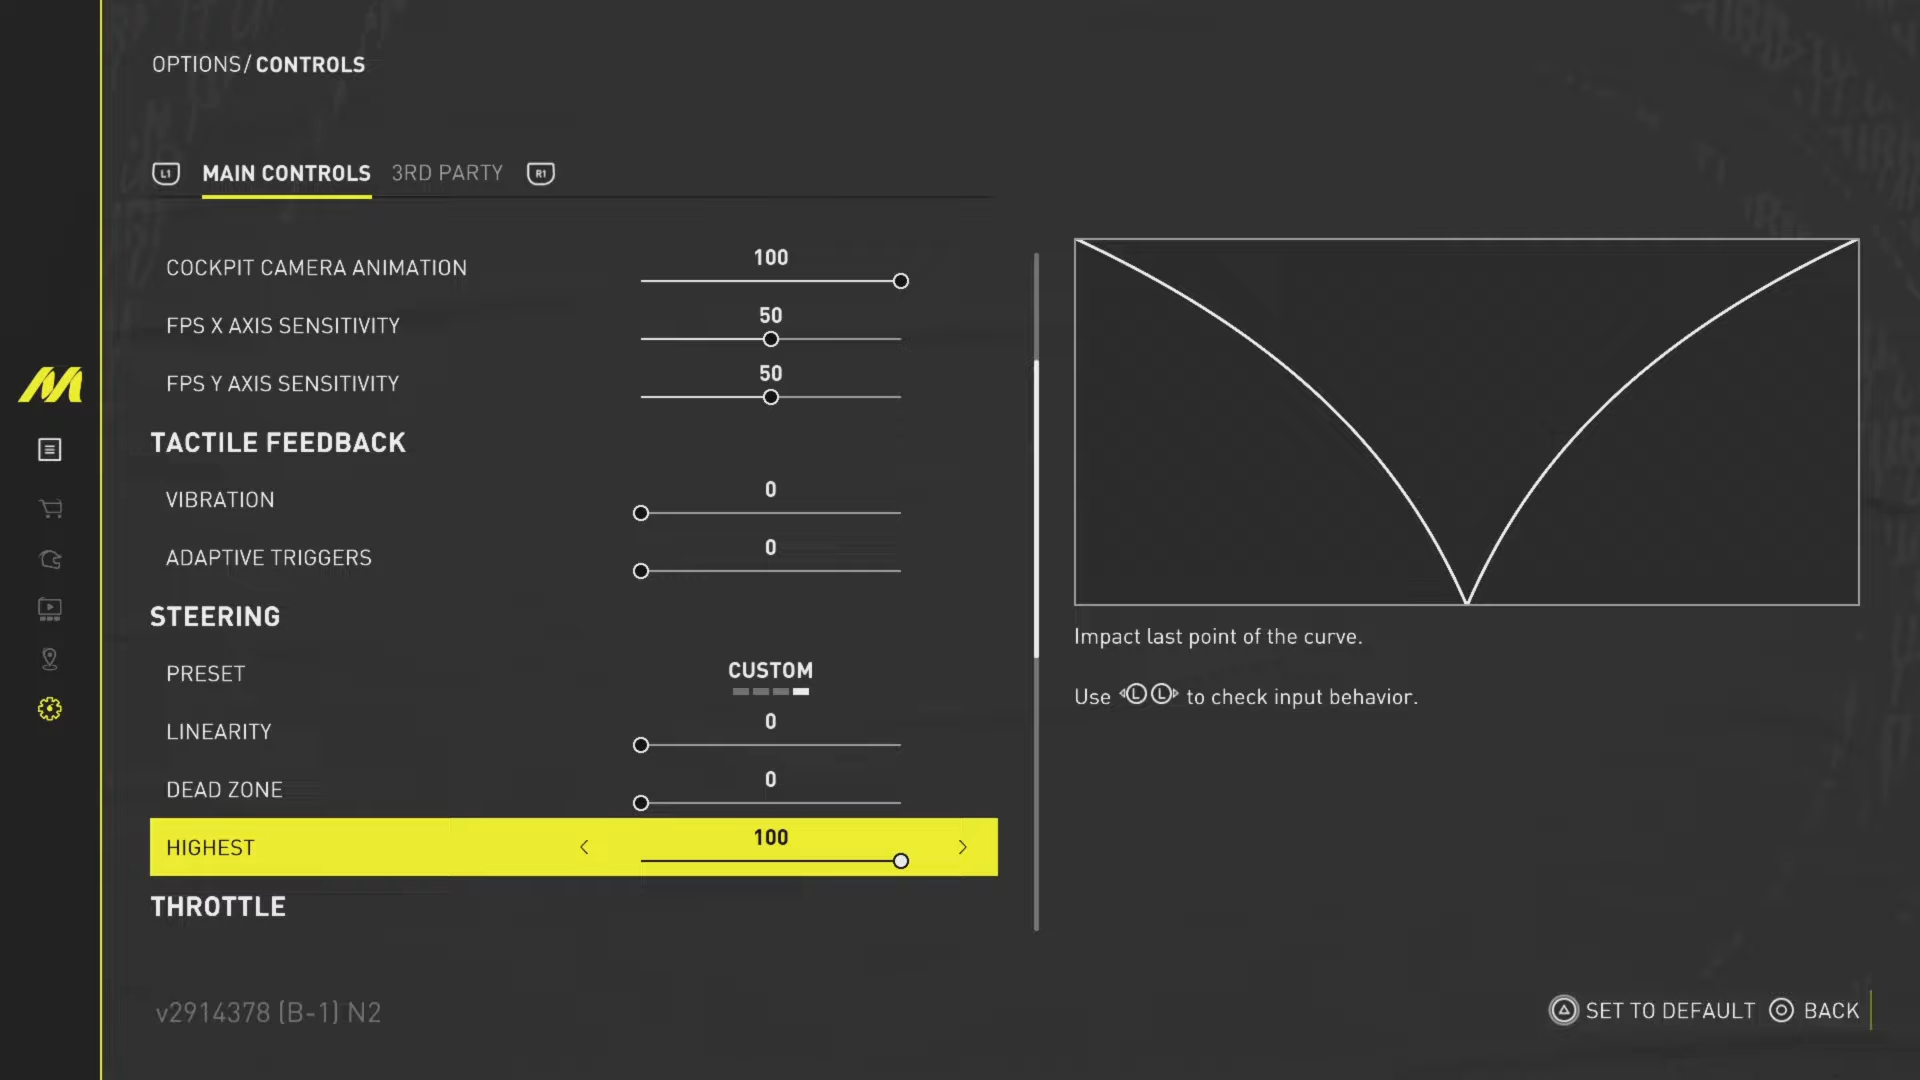 OPTIONS/CONTROLS
L1 MAIN CONTROLS 3RD PARTY R1
COCKPIT CAMERA ANIMATION 100
FPS X AXIS SENSITIVITY 50
FPS Y AXIS SENSITIVITY 50
TACTILE FEEDBACK
VIBRATION 0
ADAPTIVE TRIGGERS 0
STEERING
PRESET CUSTOM
LINEARITY 0
DEAD ZONE 0
HIGHEST 100
THROTTLE
Impact last point of the curve.
Use L L to check input behavior.
v2914378 (B-1) N2
SET TO DEFAULT BACK